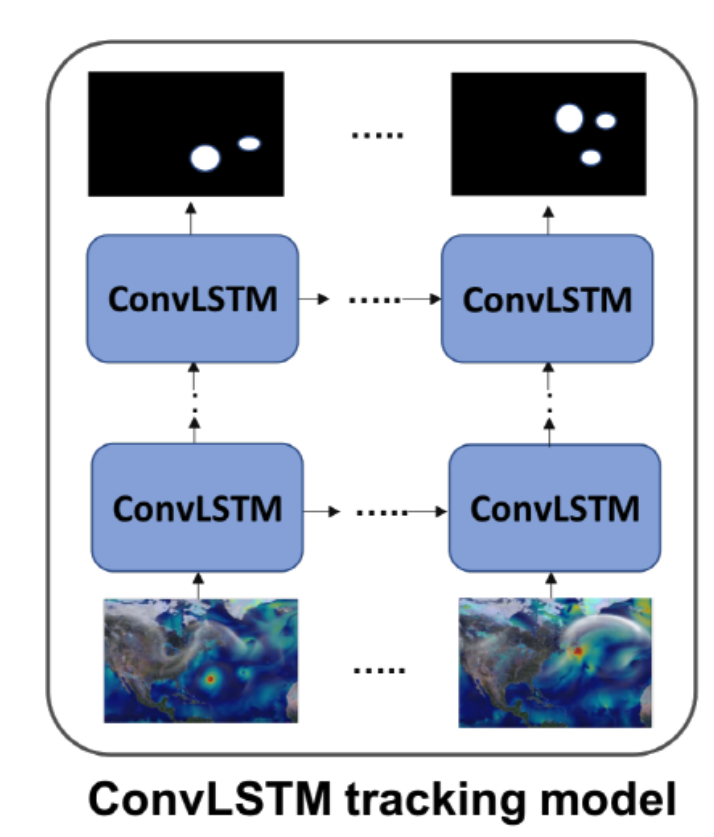 .....
ConvLSTM
.....
ConvLSTM
ConvLSTM
.....
ConvLSTM
.....
ConvLSTM tracking model